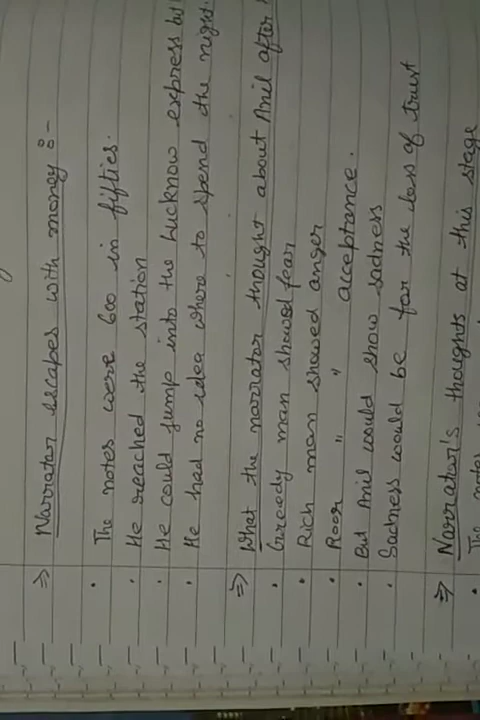 ⇒ Narrator escapes with money :-
• The notes were 600 in fifties.
• He reached the station
• He could jump into the Lucknow express but
• He had no idea where to spend the night.
⇒ What the narrator thought about Anil after
• Greedy man showed fear
• Rich man showed anger
• Poor " " acceptance.
• But Anil would show sadness
• Sadness would be for the loss of trust
⇒ Narrator's thoughts at this stage
• The notes